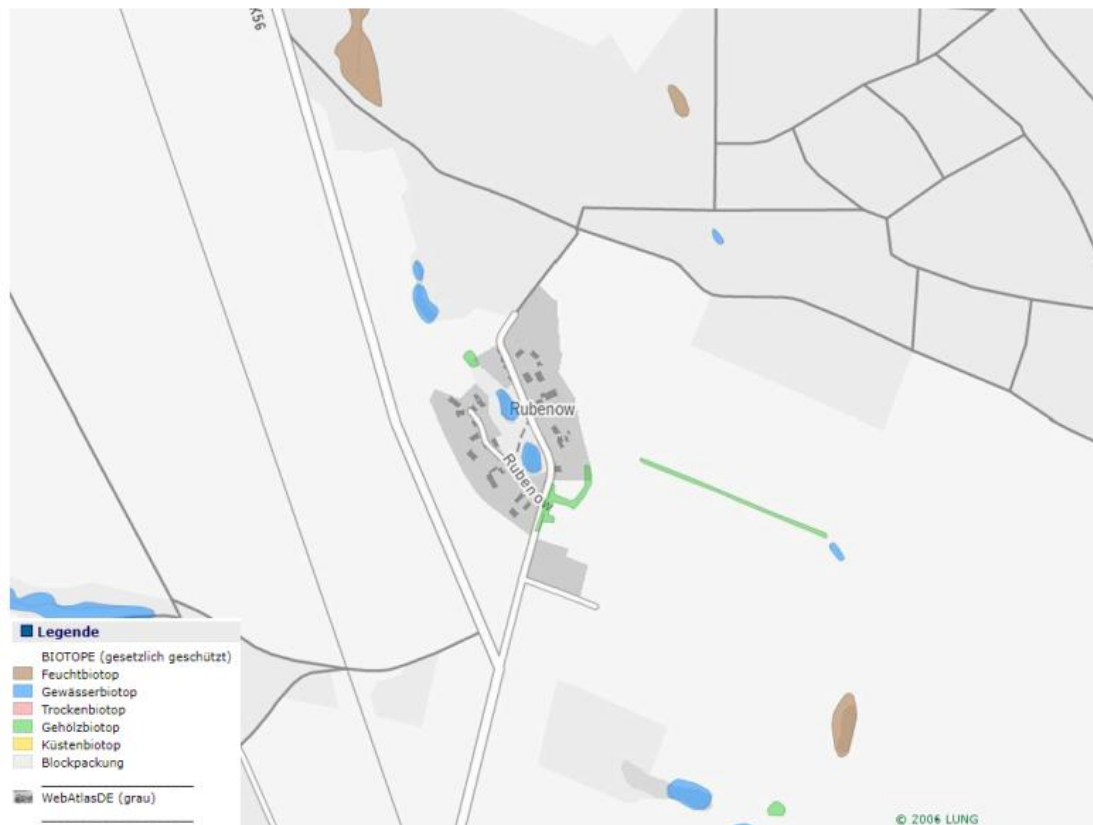 K56
Rubenow
Rubenow
Legende
BIOTOPE (gesetzlich geschützt)
Feuchtbiotop
Gewässerbiotop
Trockenbiotop
Gehölzbiotop
Küstenbiotop
Blockpackung
WebAtlasDE (grau)
© 2006 LUNG